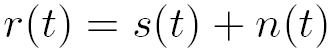 r(t) = s(t) + n(t)